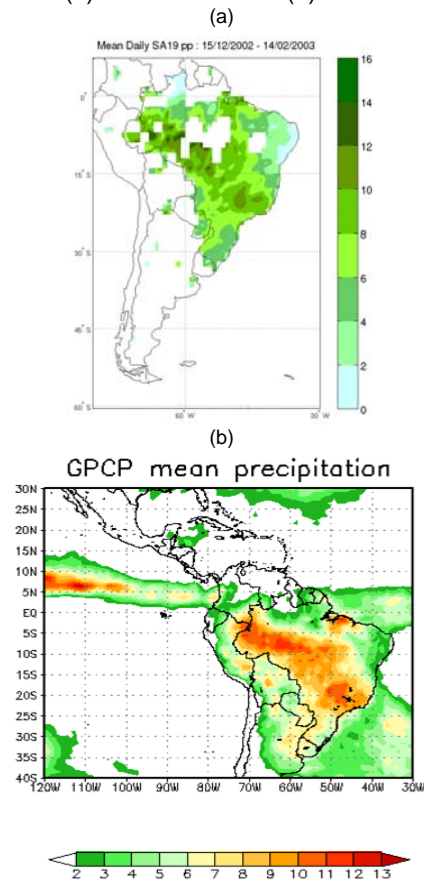 (a)
Mean Daily SA19 pp : 15/12/2002 - 14/02/2003
16
14
12
10
8
6
4
2
0
0°
15°S
30°S
45°S
60°S
60°W
30°W
(b)
GPCP mean precipitation
30N
25N
20N
15N
10N
5N
EQ
5S
10S
15S
20S
25S
30S
35S
40S
120W 110W 100W 90W 80W 70W 60W 50W 40W 30W
2 3 4 5 6 7 8 9 10 11 12 13